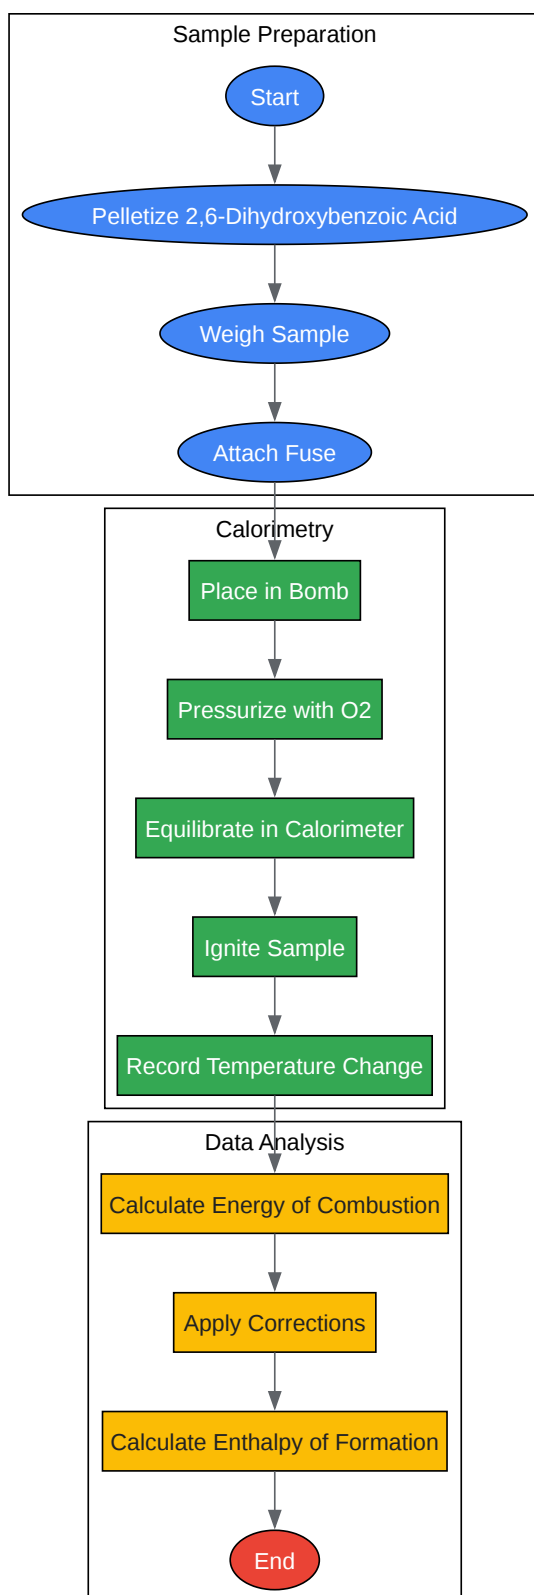 Sample Preparation
Start
Pelletize 2,6-Dihydroxybenzoic Acid
Weigh Sample
Attach Fuse
Calorimetry
Place in Bomb
Pressurize with O2
Equilibrate in Calorimeter
Ignite Sample
Record Temperature Change
Data Analysis
Calculate Energy of Combustion
Apply Corrections
Calculate Enthalpy of Formation
End